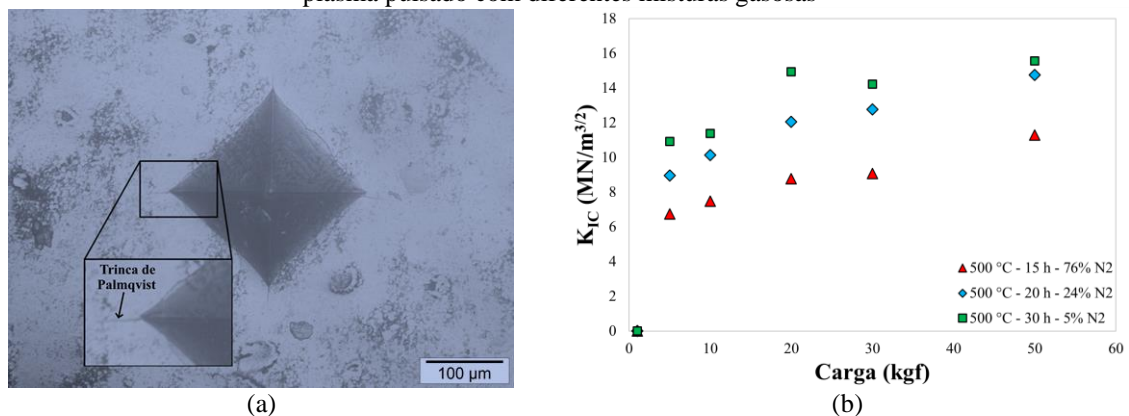 plasma pulsado com diferentes misturas gasosas
Trinca de
Palmqvist
100 µm
(a)
K_IC (MN/m^3/2)
18
16
14
12
10
8
6
4
2
0
0
10
20
30
40
50
60
Carga (kgf)
500 °C - 15 h - 76% N2
500 °C - 20 h - 24% N2
500 °C - 30 h - 5% N2
(b)